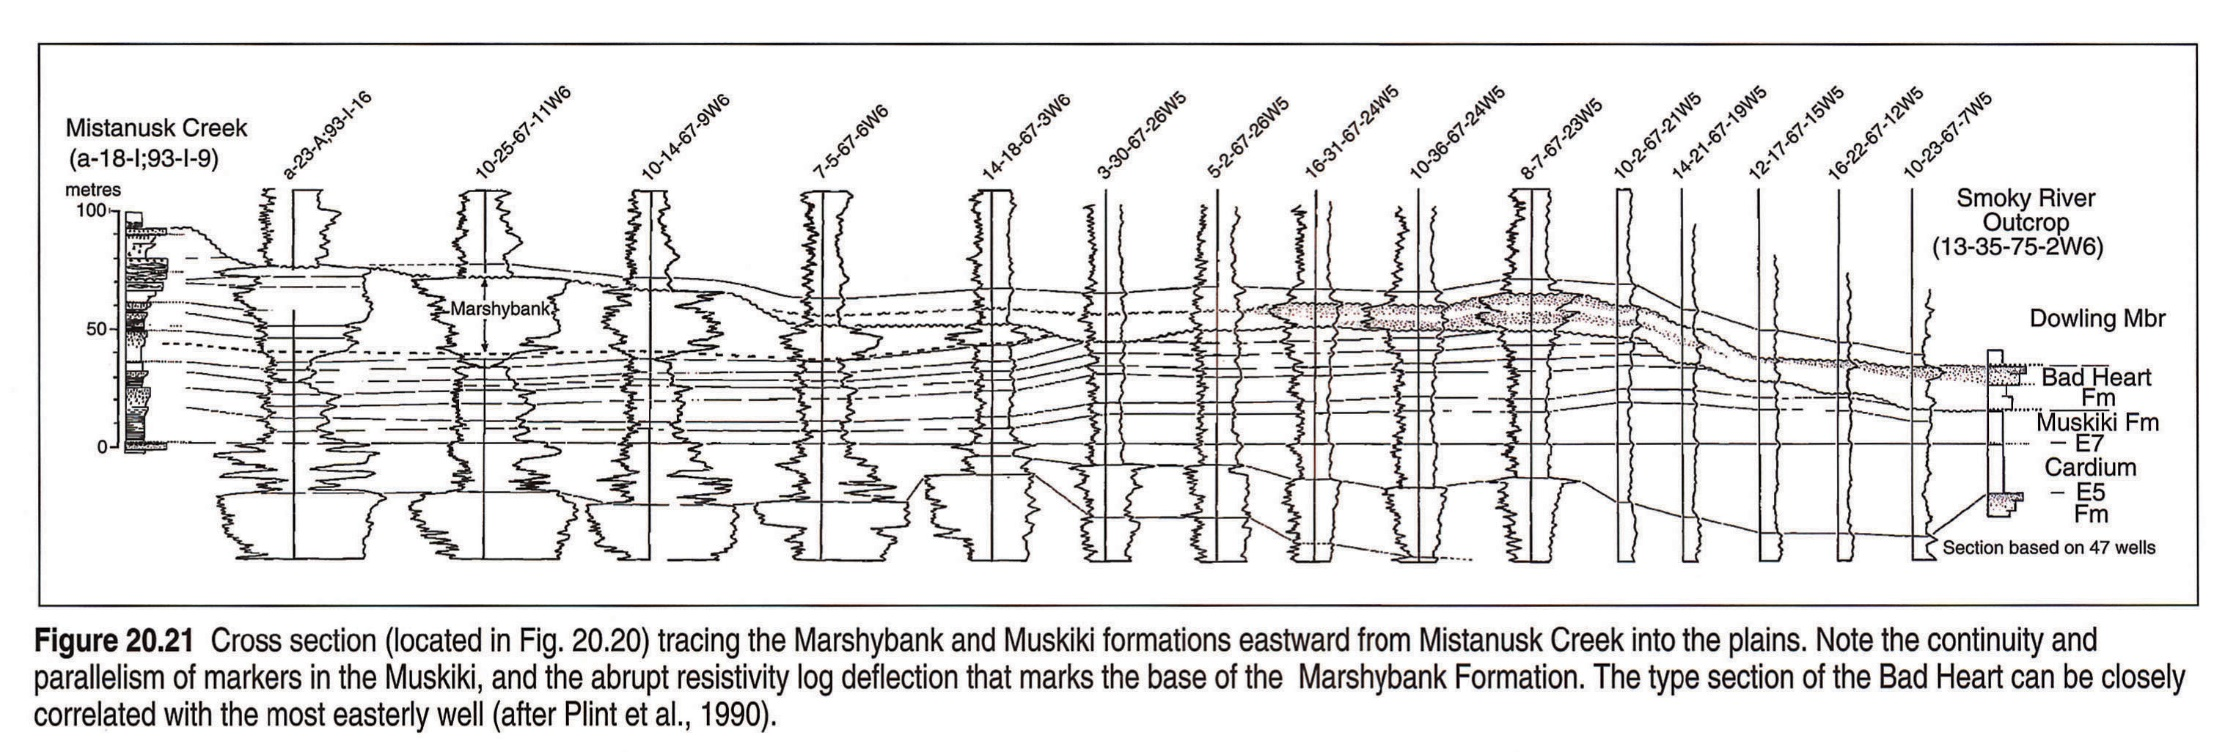 Mistanusk Creek
(a-18-I;93-I-9)
metres
100
50
0
a-23-A;93-I-16
10-25-67-11W6
10-14-67-9W6
7-5-67-6W6
14-18-67-3W6
3-30-67-26W5
5-2-67-26W5
16-31-67-24W5
10-36-67-24W5
8-7-67-23W5
10-2-67-21W5
14-21-67-19W5
12-17-67-15W5
16-22-67-12W5
10-23-67-7W5
Marshybank
Smoky River
Outcrop
(13-35-75-2W6)
Dowling Mbr
Bad Heart
Fm
Muskiki Fm
– E7
Cardium
– E5
Fm
Section based on 47 wells
Figure 20.21 Cross section (located in Fig. 20.20) tracing the Marshybank and Muskiki formations eastward from Mistanusk Creek into the plains. Note the continuity and
parallelism of markers in the Muskiki, and the abrupt resistivity log deflection that marks the base of the Marshybank Formation. The type section of the Bad Heart can be closely
correlated with the most easterly well (after Plint et al., 1990).